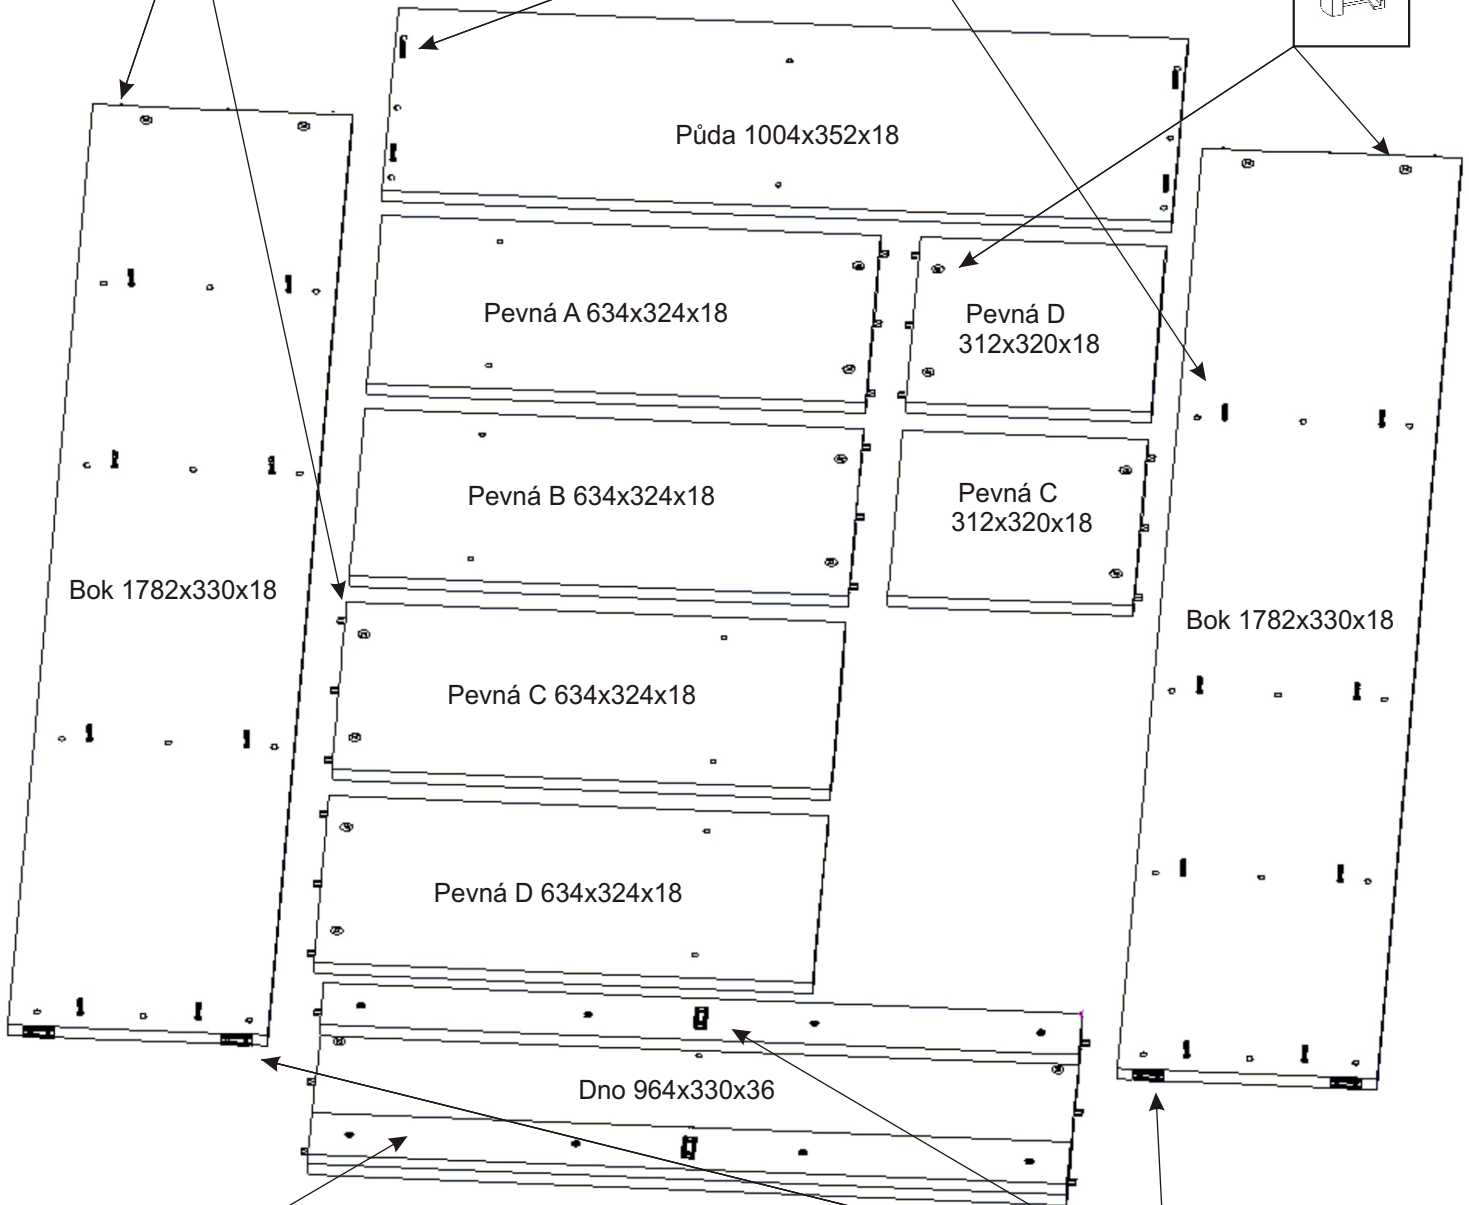 Půda 1004x352x18
Pevná A 634x324x18
Pevná D
312x320x18
Pevná B 634x324x18
Pevná C
312x320x18
Bok 1782x330x18
Bok 1782x330x18
Pevná C 634x324x18
Pevná D 634x324x18
Dno 964x330x36